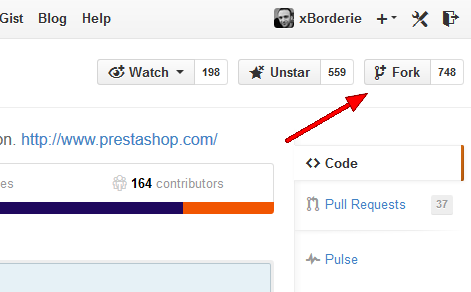 Gist Blog Help xBorderie
Watch 198 Unstar 559 Fork 748
on. http://www.prestashop.com/
es 164 contributors
Code
Pull Requests 37
Pulse